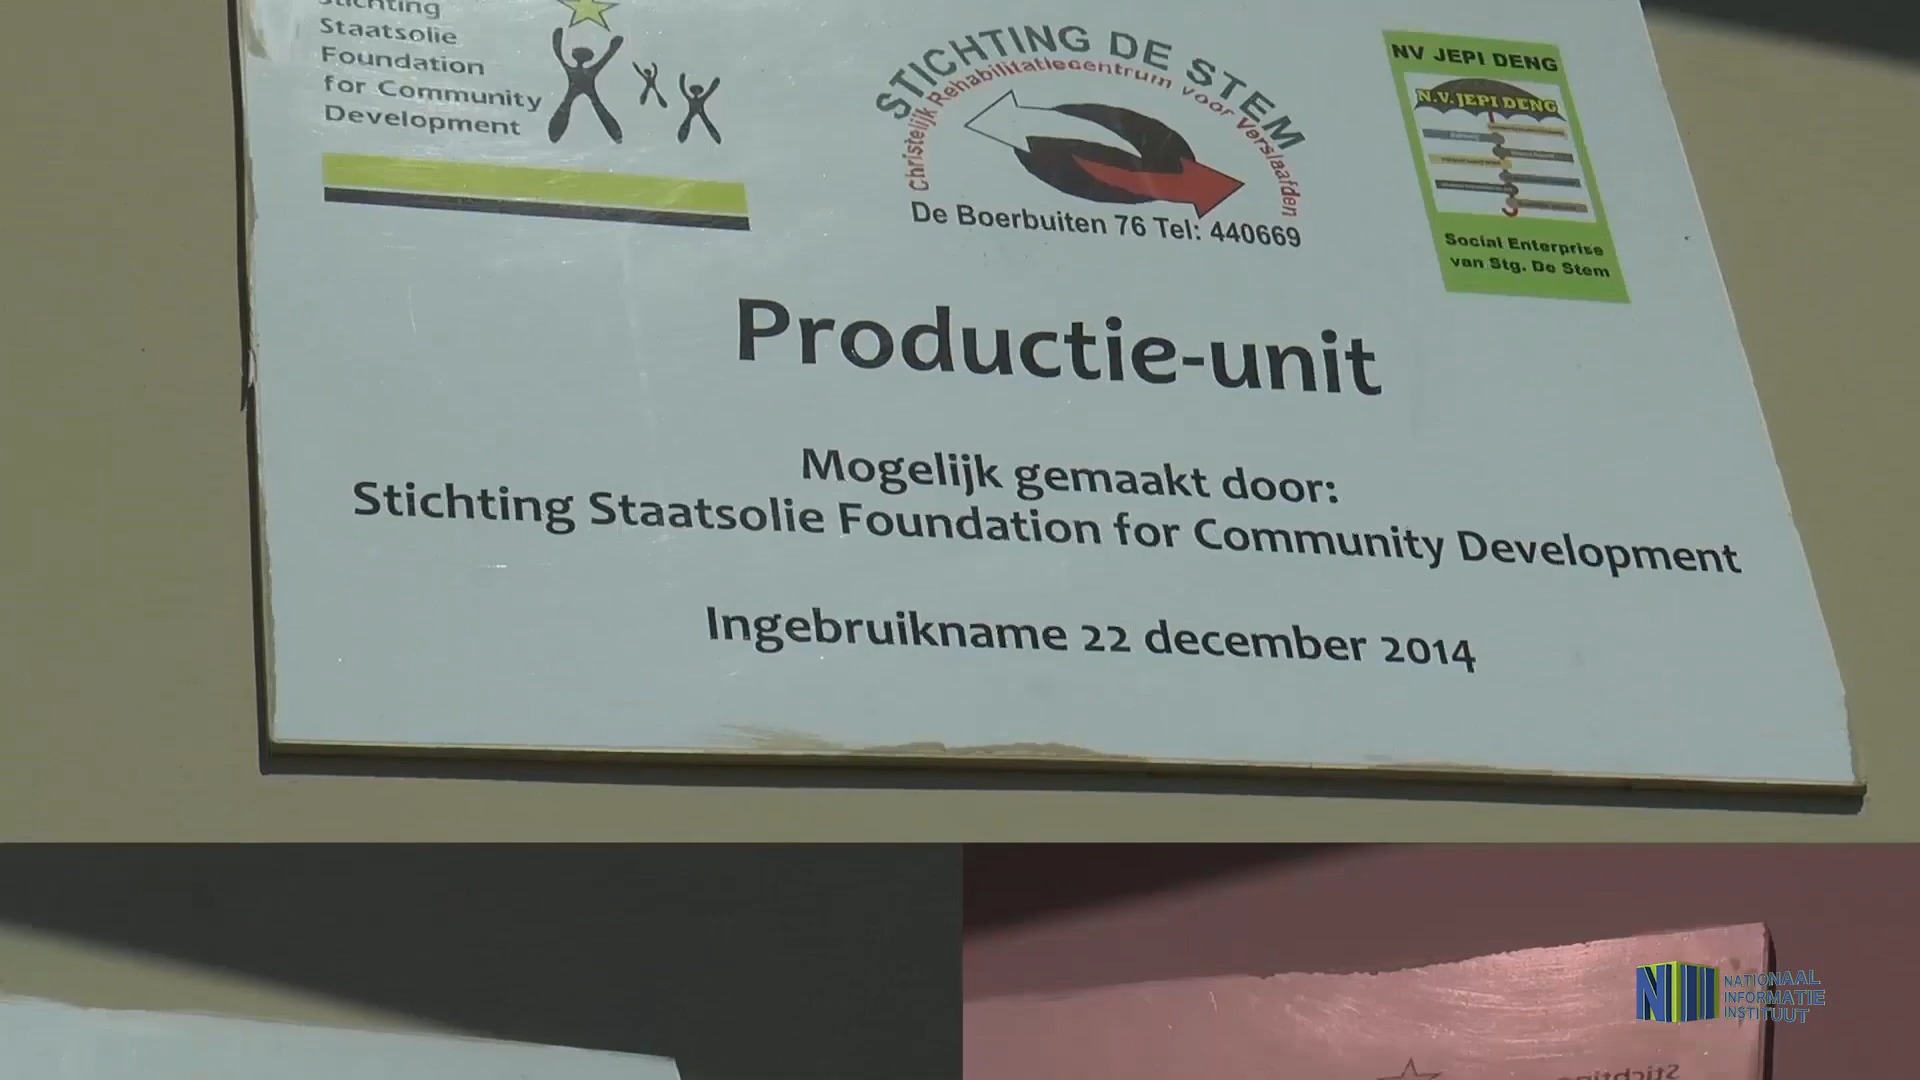 Stichting
Staatsolie
Foundation
for Community
Development
STICHTING DE STEM
Christelijk Rehabilitatiecentrum voor Verslaafden
De Boerbuiten 76 Tel: 440669
NV JEPI DENG
N.V. JEPI DENG
Social Enterprise
van Stg. De Stem
Productie-unit
Mogelijk gemaakt door:
Stichting Staatsolie Foundation for Community Development
Ingebruikname 22 december 2014
NATIONAAL
INFORMATIE
INSTITUUT